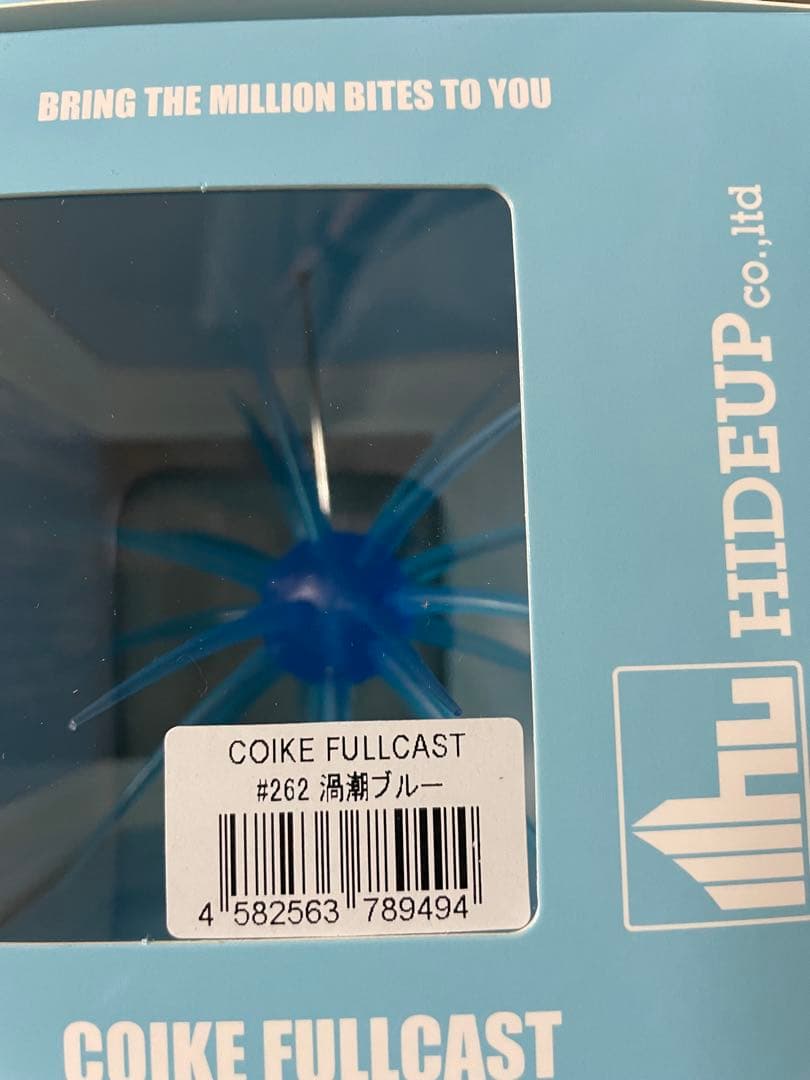 BRING THE MILLION BITES TO YOU
HIDEUP co.,ltd
hu
COIKE FULLCAST
#262 渦潮ブルー
4 582563 789494
COIKE FULLCAST